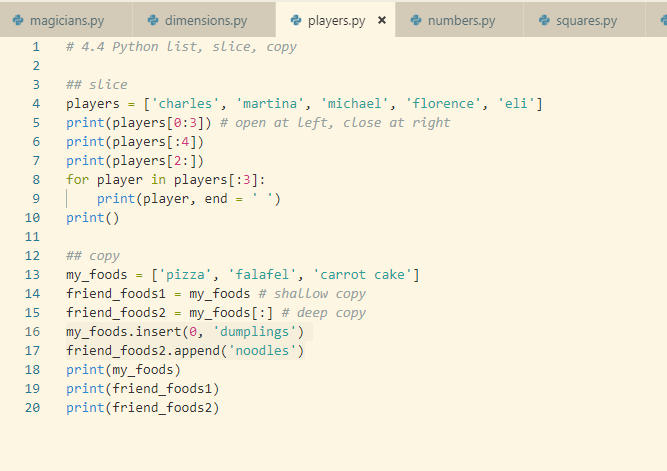 magicians.py dimensions.py players.py × numbers.py squares.py
1 # 4.4 Python list, slice, copy
2
3 ## slice
4 players = ['charles', 'martina', 'michael', 'florence', 'eli']
5 print(players[0:3]) # open at left, close at right
6 print(players[:4])
7 print(players[2:])
8 for player in players[:3]:
9     print(player, end = ' ')
10 print()
11
12 ## copy
13 my_foods = ['pizza', 'falafel', 'carrot cake']
14 friend_foods1 = my_foods # shallow copy
15 friend_foods2 = my_foods[:] # deep copy
16 my_foods.insert(0, 'dumplings')
17 friend_foods2.append('noodles')
18 print(my_foods)
19 print(friend_foods1)
20 print(friend_foods2)